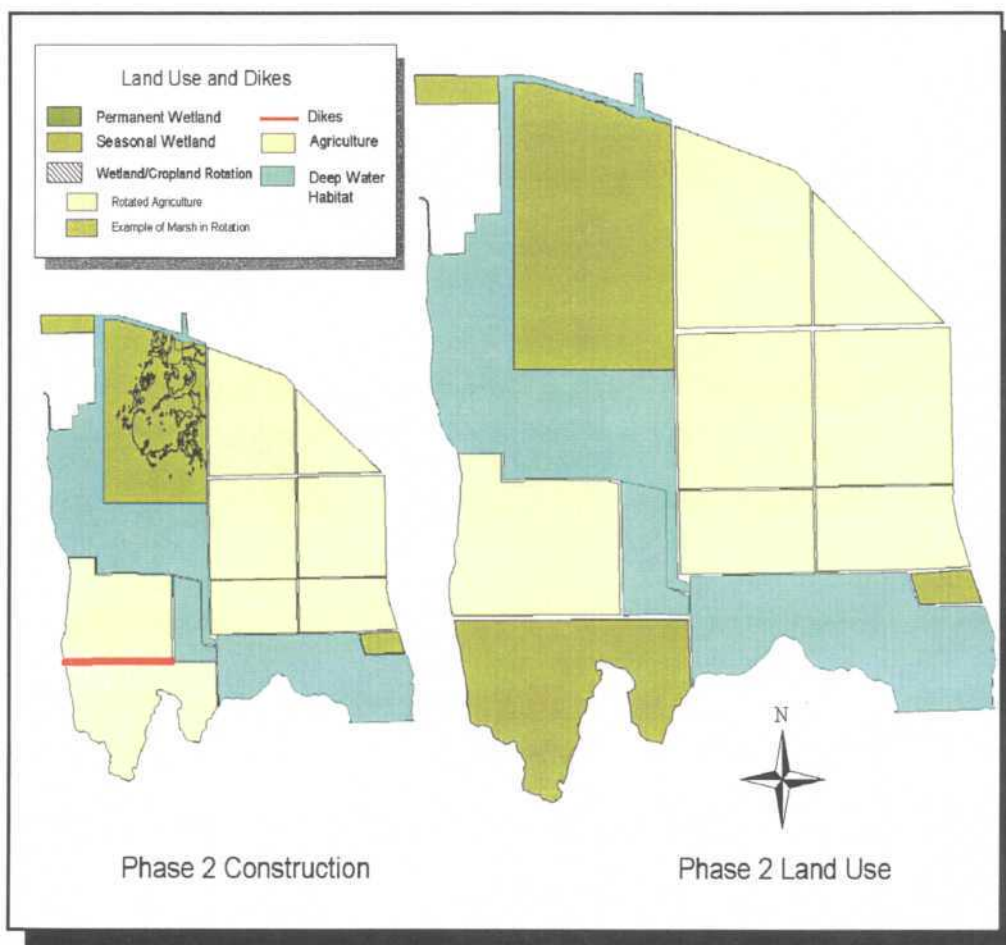 Land Use and Dikes
Permanent Wetland
Seasonal Wetland
Wetland/Cropland Rotation
Rotated Agriculture
Example of Marsh in Rotation
Dikes
Agriculture
Deep Water
Habitat
N
Phase 2 Construction
Phase 2 Land Use